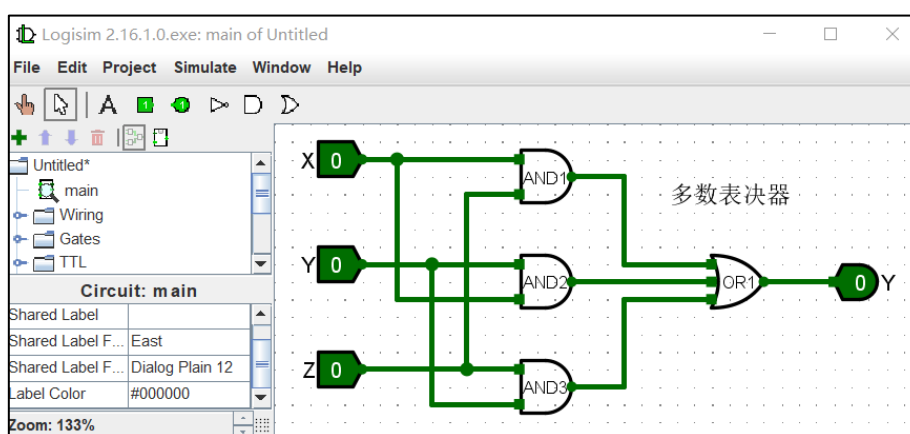 Logisim 2.16.1.0.exe: main of Untitled
File Edit Project Simulate Window Help
A 1 1
Untitled*
main
Wiring
Gates
TTL
Circuit: main
Shared Label
Shared Label F... East
Shared Label F... Dialog Plain 12
Label Color #000000
Zoom: 133%
X 0
AND1
多数表决器
Y 0
AND2
OR1
0 Y
Z 0
AND3